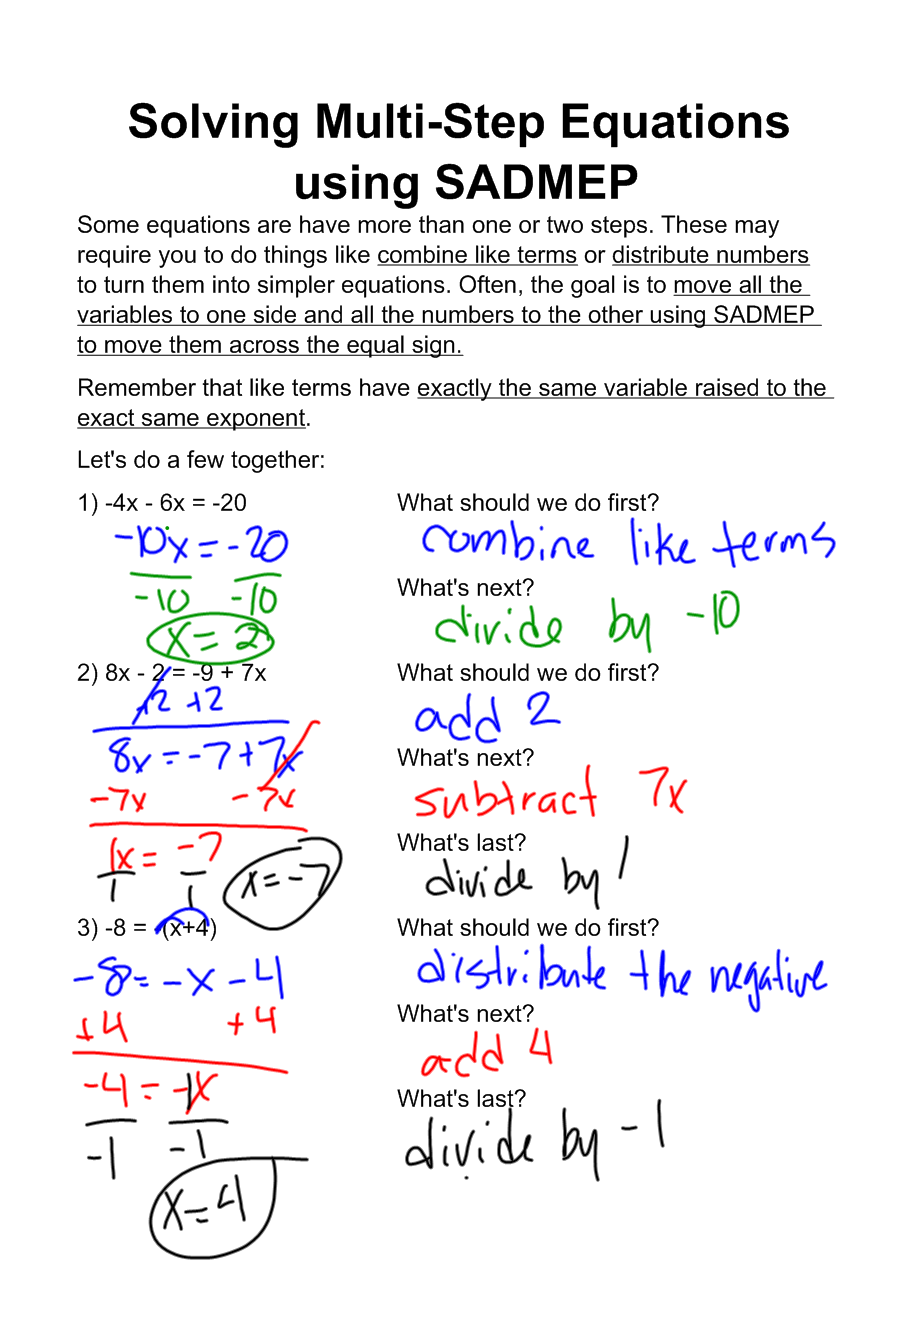 Solving Multi-Step Equations
using SADMEP
Some equations are have more than one or two steps. These may
require you to do things like combine like terms or distribute numbers
to turn them into simpler equations. Often, the goal is to move all the
variables to one side and all the numbers to the other using SADMEP
to move them across the equal sign.
Remember that like terms have exactly the same variable raised to the
exact same exponent.
Let's do a few together:
1) -4x - 6x = -20
What should we do first?
-10x = -20
combine like terms
What's next?
-10 -10
divide by -10
x = 2
2) 8x - 2 = -9 + 7x
What should we do first?
+2 +2
add 2
8x = -7 + 7x
What's next?
-7x -7x
subtract 7x
What's last?
1x = -7
1 1
divide by 1
x = -7
3) -8 = -(x+4)
What should we do first?
-8 = -x - 4
distribute the negative
What's next?
+4 +4
add 4
-4 = -1x
What's last?
-1 -1
divide by -1
x = 4